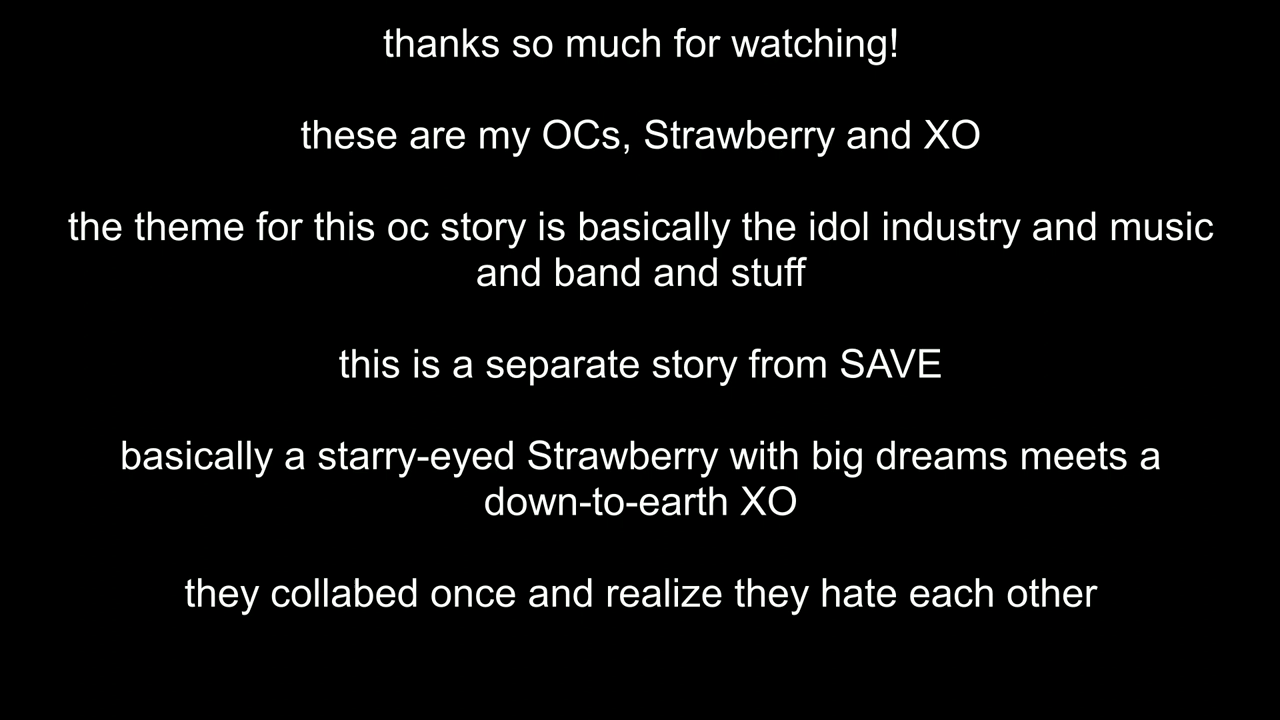 thanks so much for watching!
these are my OCs, Strawberry and XO
the theme for this oc story is basically the idol industry and music
and band and stuff
this is a separate story from SAVE
basically a starry-eyed Strawberry with big dreams meets a
down-to-earth XO
they collabed once and realize they hate each other